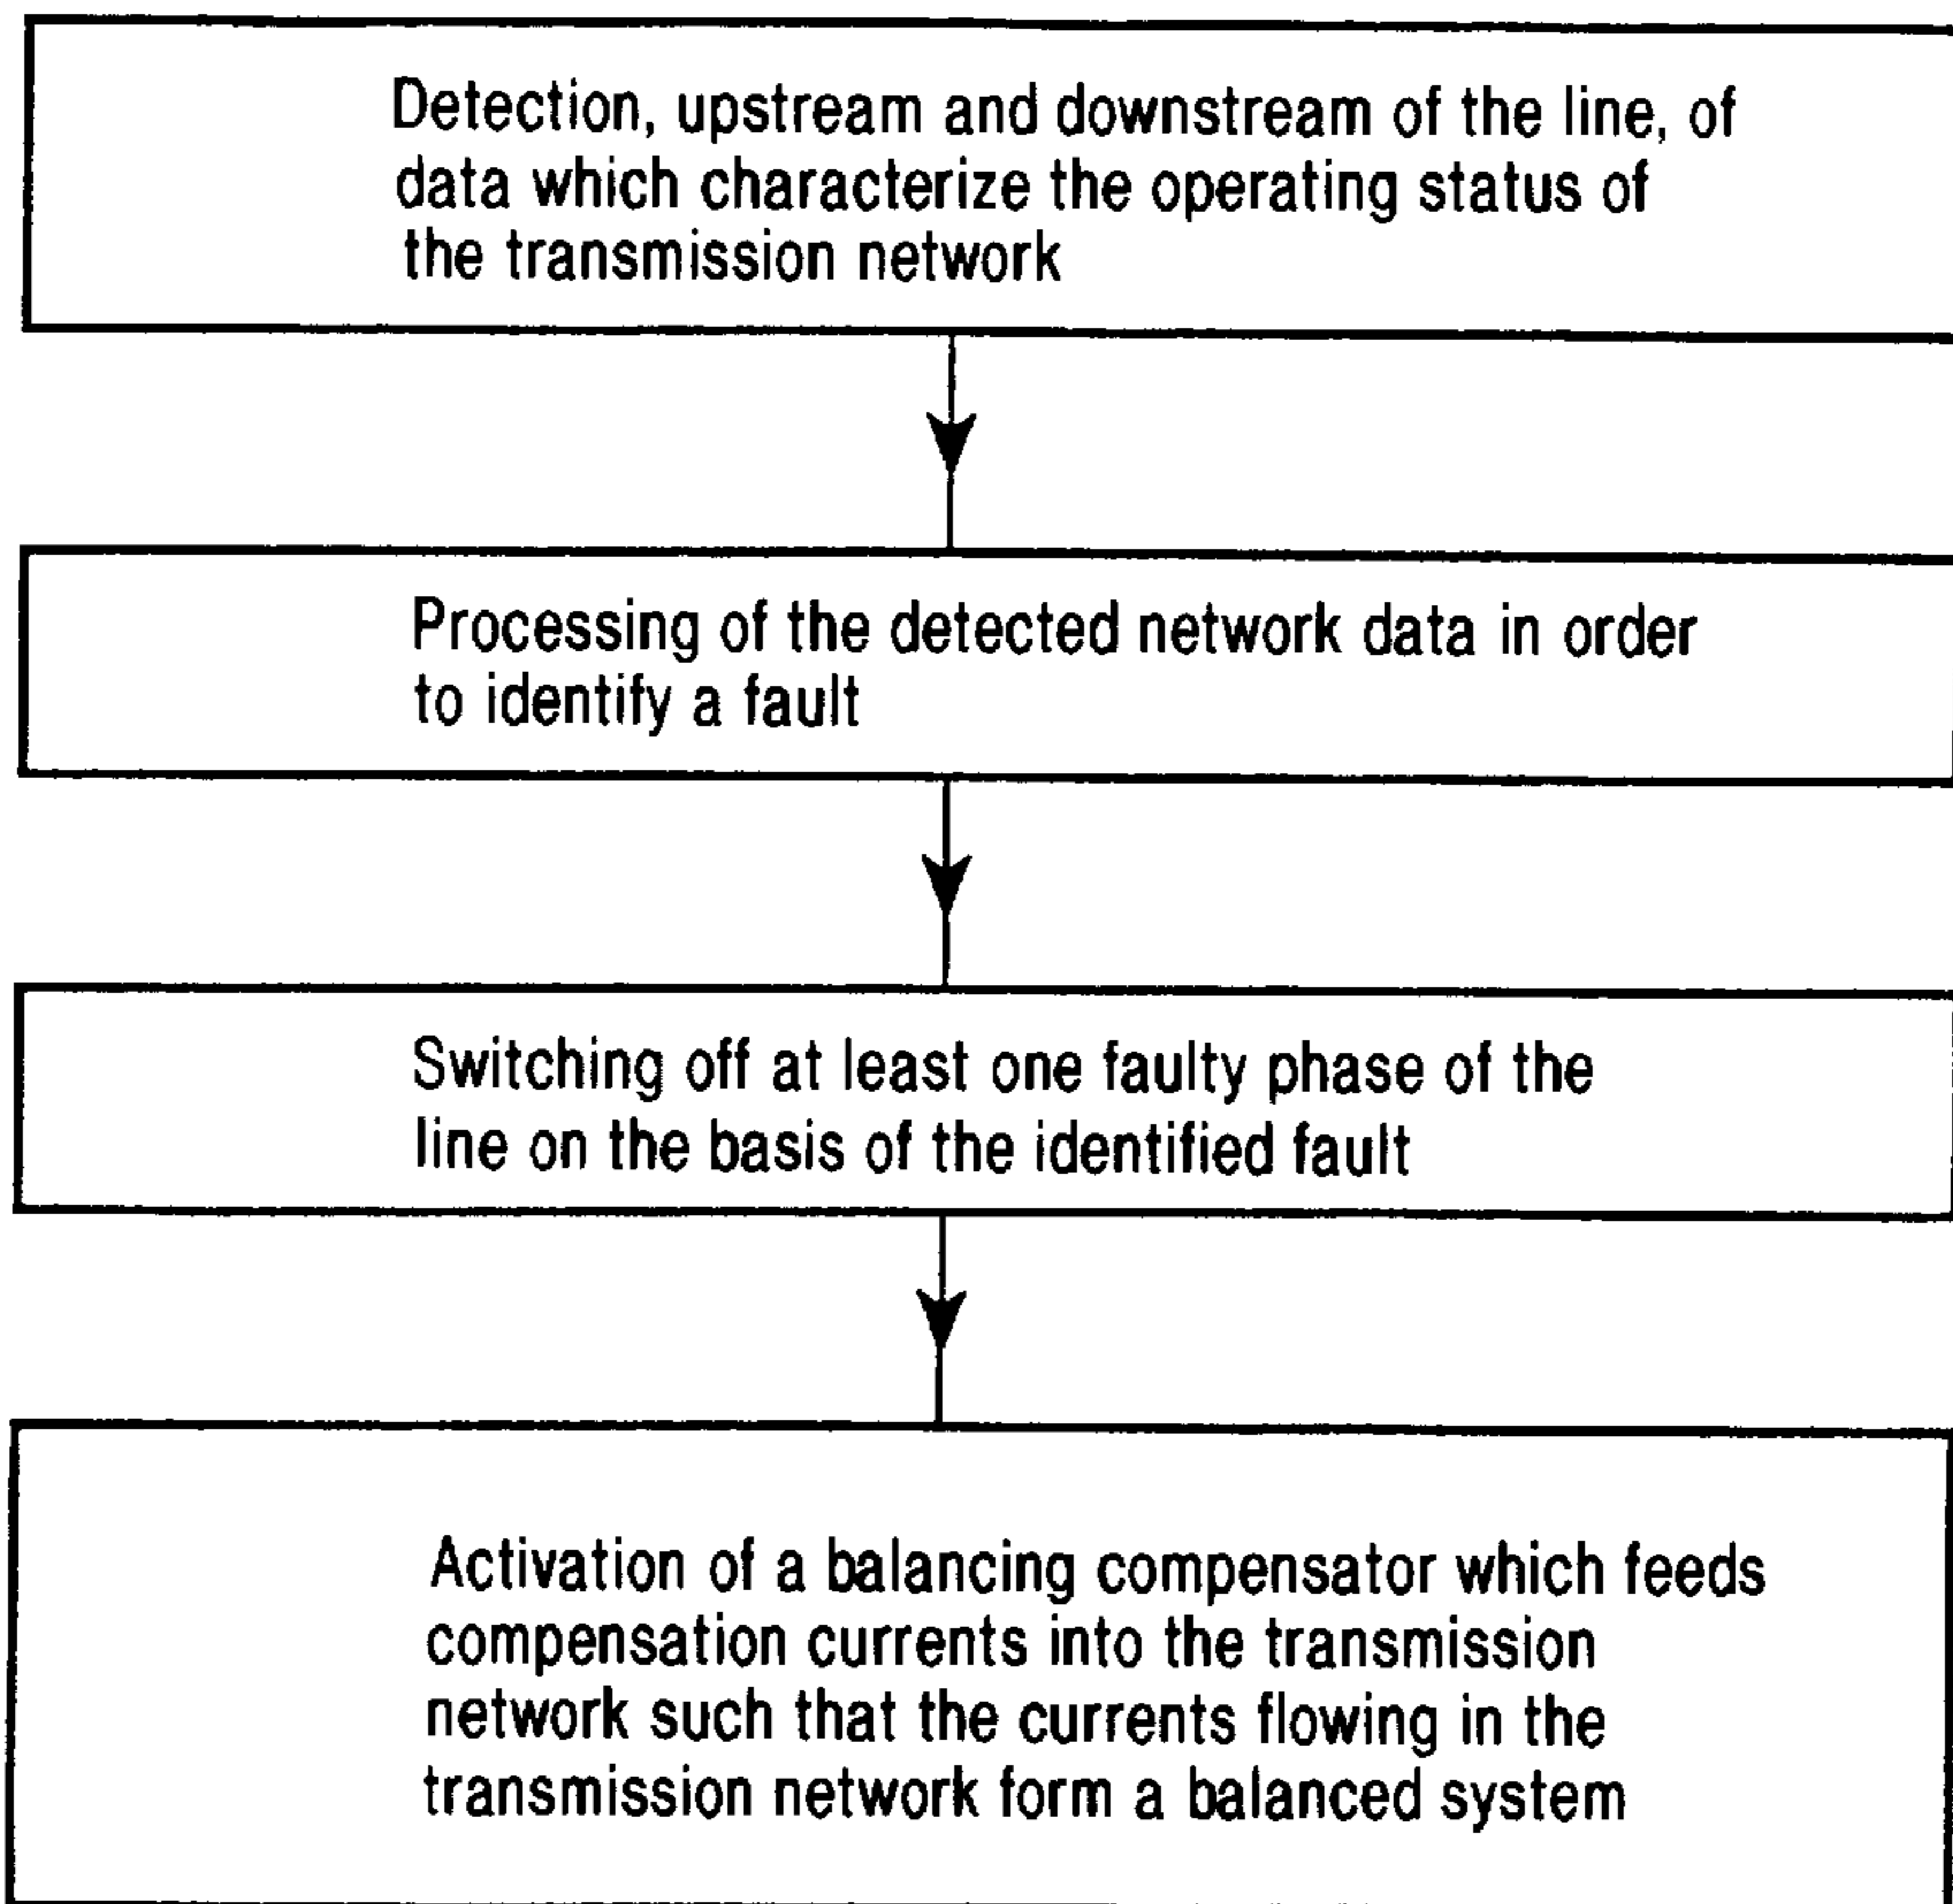 Detection, upstream and downstream of the line, of
data which characterize the operating status of
the transmission network
Processing of the detected network data in order
to identify a fault
Switching off at least one faulty phase of the
line on the basis of the identified fault
Activation of a balancing compensator which feeds
compensation currents into the transmission
network such that the currents flowing in the
transmission network form a balanced system